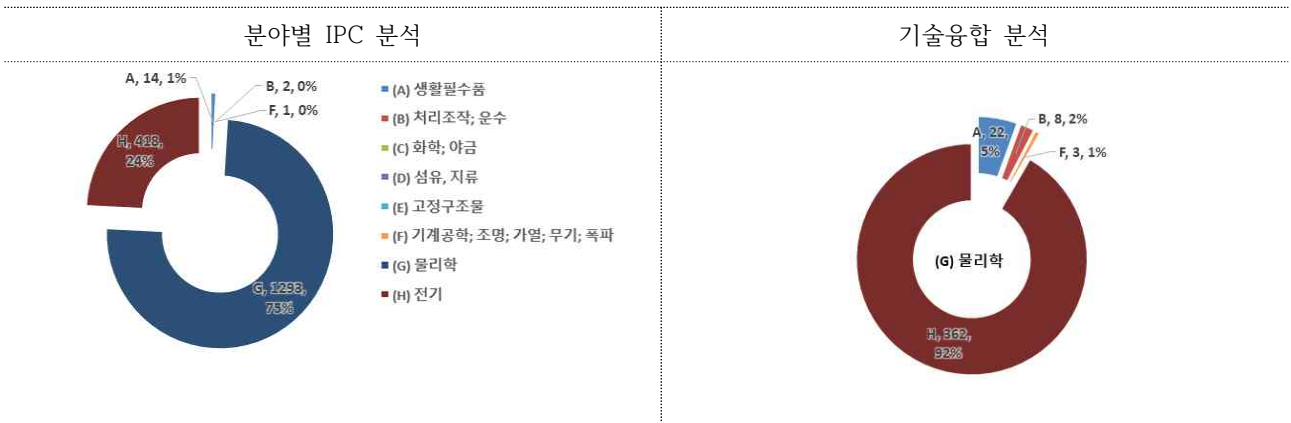 분야별 IPC 분석
기술융합 분석
A, 14, 1%
B, 2, 0%
F, 1, 0%
H, 418,
24%
G, 1293,
75%
(A) 생활필수품
(B) 처리조작; 운수
(C) 화학; 야금
(D) 섬유, 지류
(E) 고정구조물
(F) 기계공학; 조명; 가열; 무기; 폭파
(G) 물리학
(H) 전기
A, 22,
5%
B, 8, 2%
F, 3, 1%
(G) 물리학
H, 362,
92%